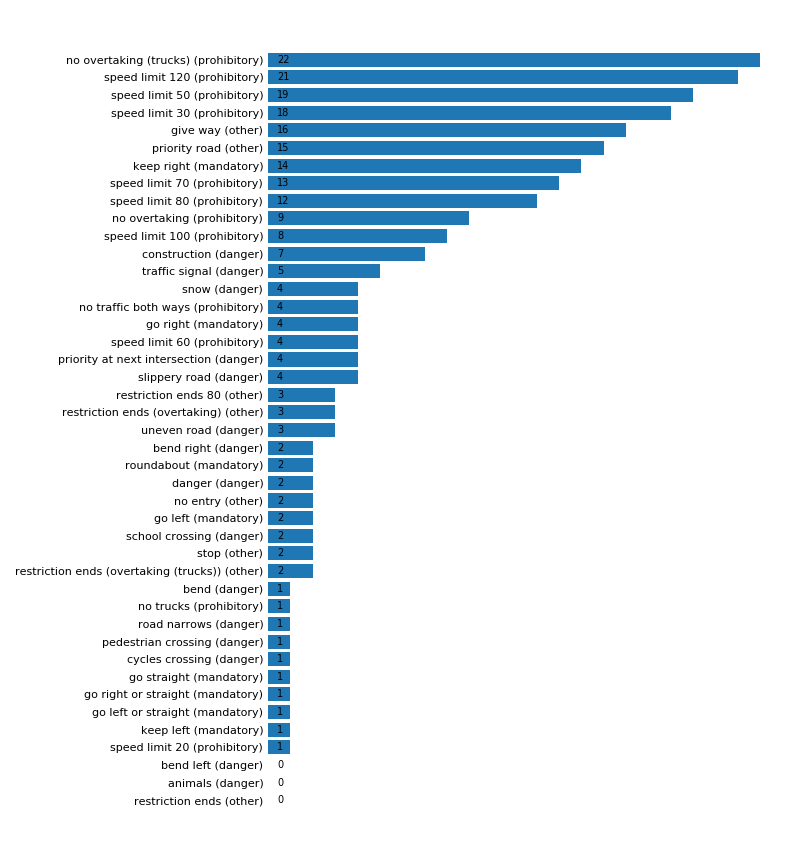 no overtaking (trucks) (prohibitory) 22
speed limit 120 (prohibitory) 21
speed limit 50 (prohibitory) 19
speed limit 30 (prohibitory) 18
give way (other) 16
priority road (other) 15
keep right (mandatory) 14
speed limit 70 (prohibitory) 13
speed limit 80 (prohibitory) 12
no overtaking (prohibitory) 9
speed limit 100 (prohibitory) 8
construction (danger) 7
traffic signal (danger) 5
snow (danger) 4
no traffic both ways (prohibitory) 4
go right (mandatory) 4
speed limit 60 (prohibitory) 4
priority at next intersection (danger) 4
slippery road (danger) 4
restriction ends 80 (other) 3
restriction ends (overtaking) (other) 3
uneven road (danger) 3
bend right (danger) 2
roundabout (mandatory) 2
danger (danger) 2
no entry (other) 2
go left (mandatory) 2
school crossing (danger) 2
stop (other) 2
restriction ends (overtaking (trucks)) (other) 2
bend (danger) 1
no trucks (prohibitory) 1
road narrows (danger) 1
pedestrian crossing (danger) 1
cycles crossing (danger) 1
go straight (mandatory) 1
go right or straight (mandatory) 1
go left or straight (mandatory) 1
keep left (mandatory) 1
speed limit 20 (prohibitory) 1
bend left (danger) 0
animals (danger) 0
restriction ends (other) 0